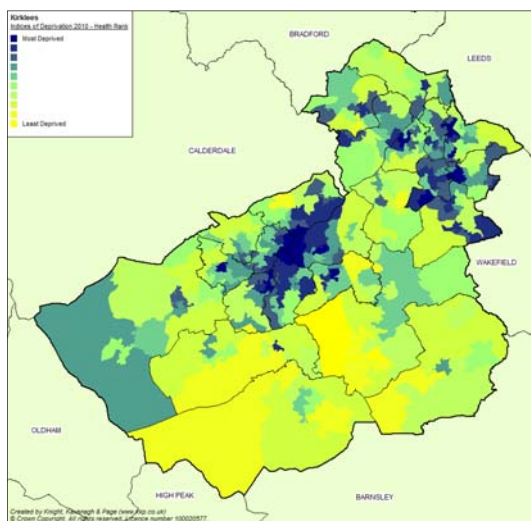 Kirklees
Indices of Deprivation 2010 - Health Rank
Most Deprived
Least Deprived
BRADFORD
LEEDS
CALDERDALE
WAKEFIELD
OLDHAM
HIGH PEAK
BARNSLEY
Created by Knight, Kavanagh & Page (www.kkp.co.uk)
© Crown Copyright. All rights reserved. Licence number 100020577